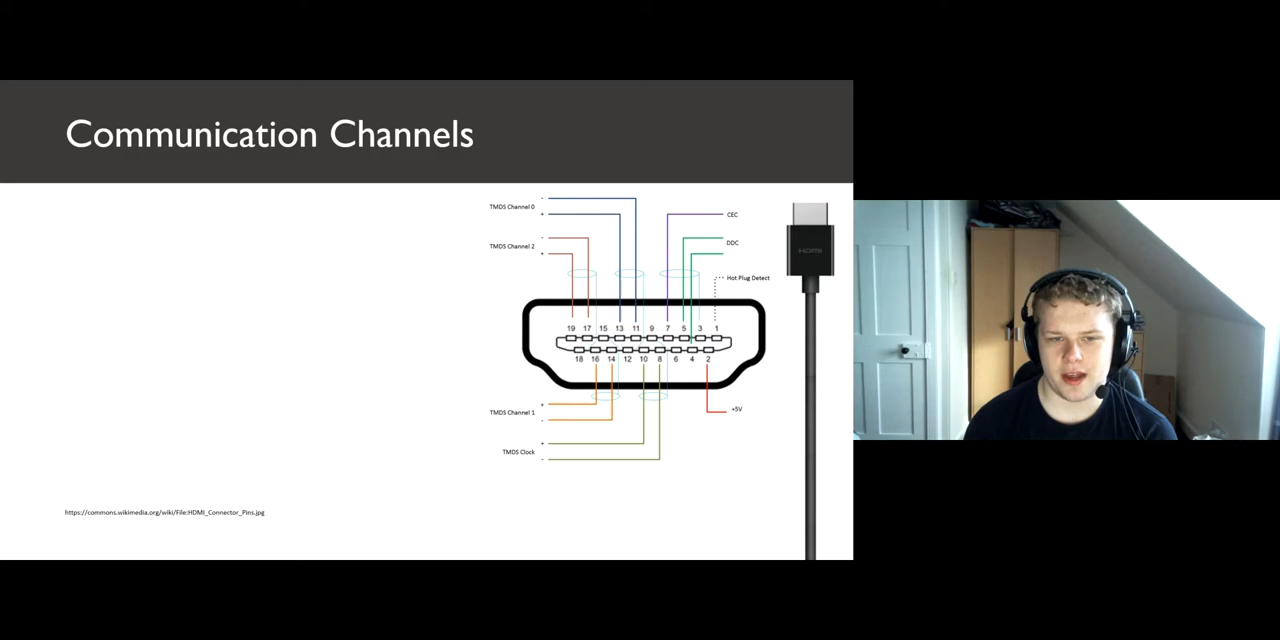 Communication Channels
-
TMDS Channel 0
+
-
TMDS Channel 2
+
CEC
DDC
Hot Plug Detect
HDMI
19 17 15 13 11 9 7 5 3 1
18 16 14 12 10 8 6 4 2
+
TMDS Channel 1
-
+5V
+
TMDS Clock
-
https://commons.wikimedia.org/wiki/File:HDMI_Connector_Pins.jpg